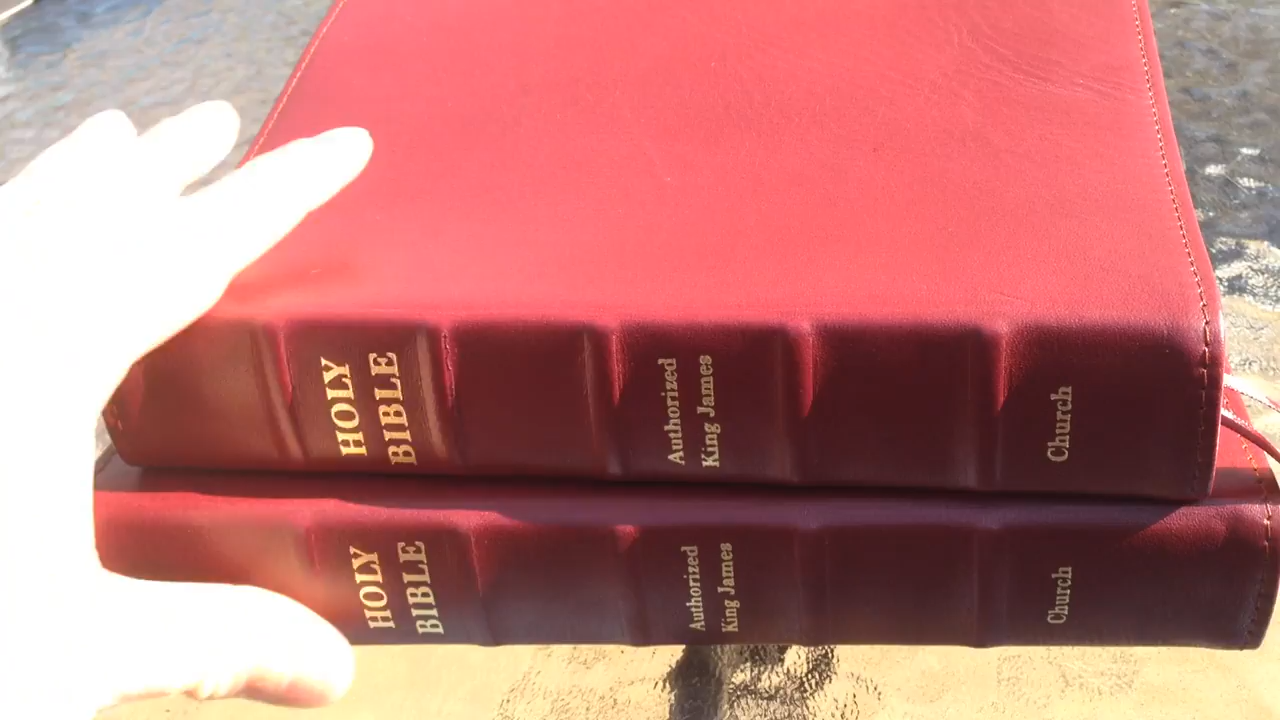 HOLY
BIBLE
Authorized
King James
Church
HOLY
BIBLE
Authorized
King James
Church